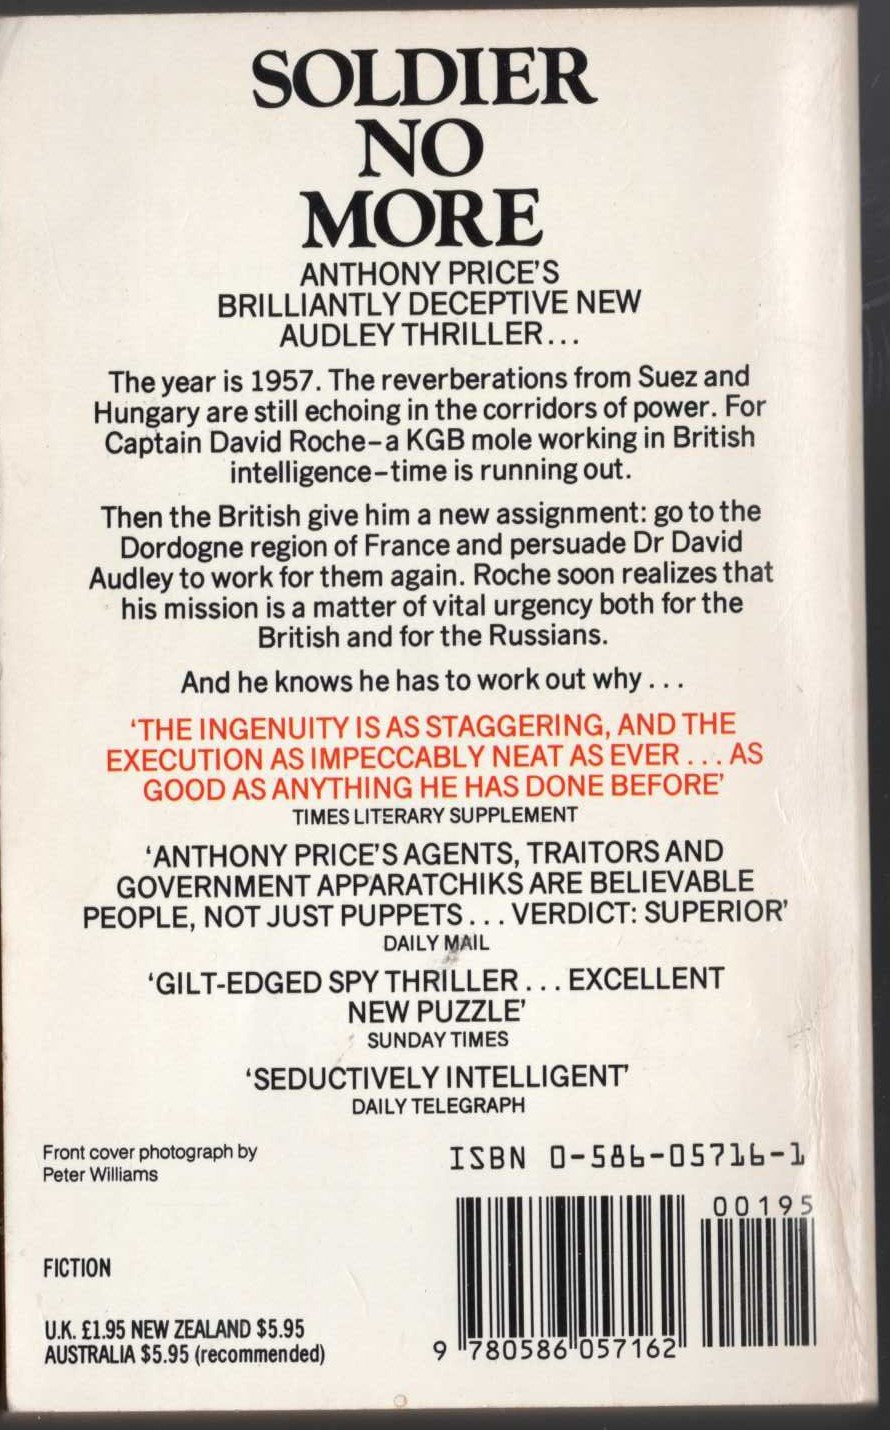 SOLDIER
NO
MORE
ANTHONY PRICE'S
BRILLIANTLY DECEPTIVE NEW
AUDLEY THRILLER...
The year is 1957. The reverberations from Suez and
Hungary are still echoing in the corridors of power. For
Captain David Roche–a KGB mole working in British
intelligence–time is running out.
Then the British give him a new assignment: go to the
Dordogne region of France and persuade Dr David
Audley to work for them again. Roche soon realizes that
his mission is a matter of vital urgency both for the
British and for the Russians.
And he knows he has to work out why...
'THE INGENUITY IS AS STAGGERING, AND THE
EXECUTION AS IMPECCABLY NEAT AS EVER... AS
GOOD AS ANYTHING HE HAS DONE BEFORE'
TIMES LITERARY SUPPLEMENT
'ANTHONY PRICE'S AGENTS, TRAITORS AND
GOVERNMENT APPARATCHIKS ARE BELIEVABLE
PEOPLE, NOT JUST PUPPETS... VERDICT: SUPERIOR'
DAILY MAIL
'GILT-EDGED SPY THRILLER... EXCELLENT
NEW PUZZLE'
SUNDAY TIMES
'SEDUCTIVELY INTELLIGENT'
DAILY TELEGRAPH
Front cover photograph by
Peter Williams
ISBN 0-586-05716-1
00195
FICTION
U.K. £1.95 NEW ZEALAND $5.95
AUSTRALIA $5.95 (recommended)
9 780586 057162